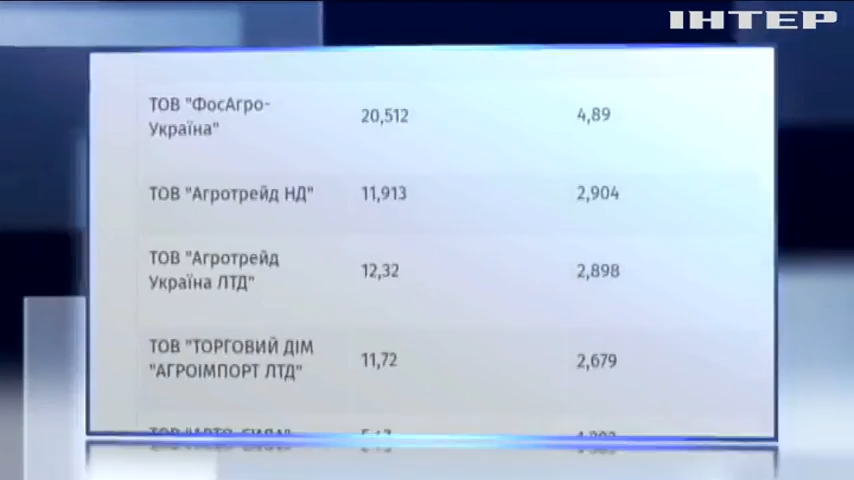 ІНТЕР
ТОВ "ФосАгро-
Україна"
20,512
4,89
ТОВ "Агротрейд НД"
11,913
2,904
ТОВ "Агротрейд
Україна ЛТД"
12,32
2,898
ТОВ "ТОРГОВИЙ ДІМ
"АГРОІМПОРТ ЛТД"
11,72
2,679
ТОВ